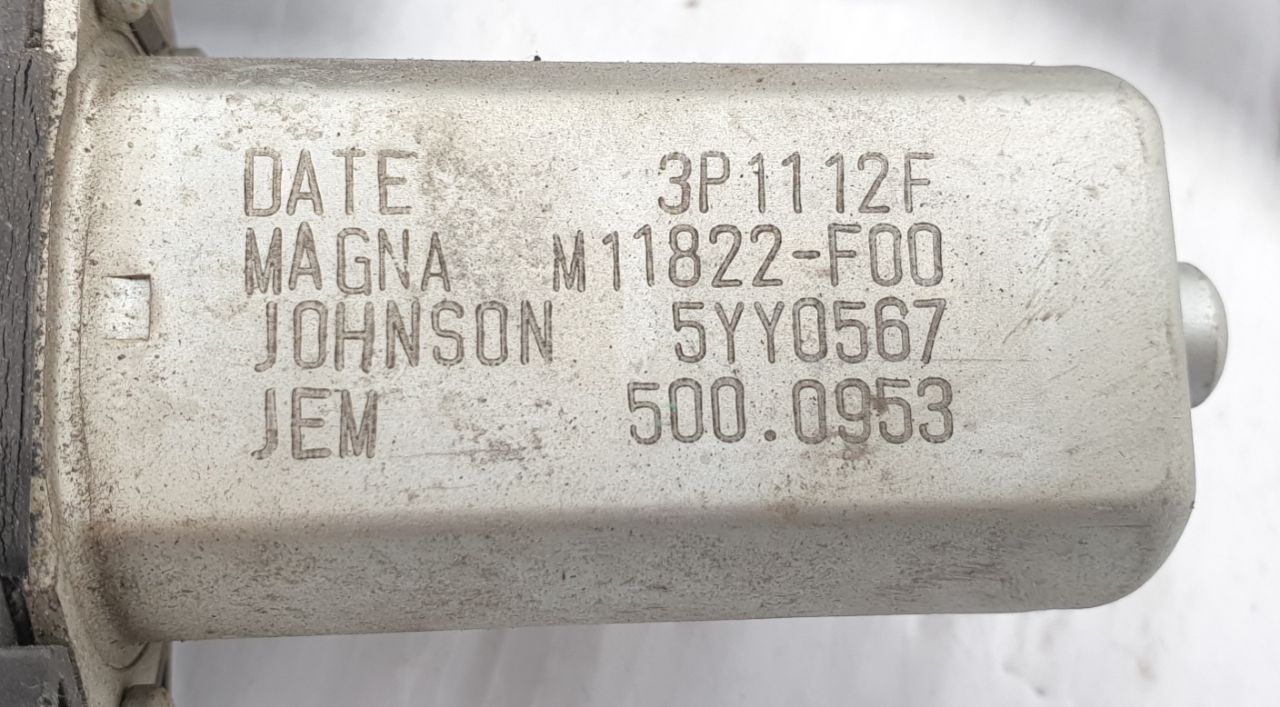 DATE 3P1112F
MAGNA M11822-F00
JOHNSON 5YY0567
JEM 500.0953